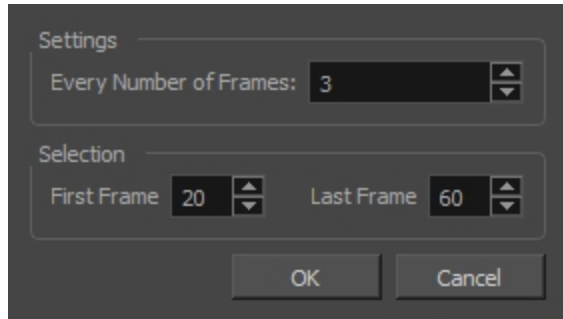 Settings
Every Number of Frames: 3
Selection
First Frame 20 Last Frame 60
OK Cancel